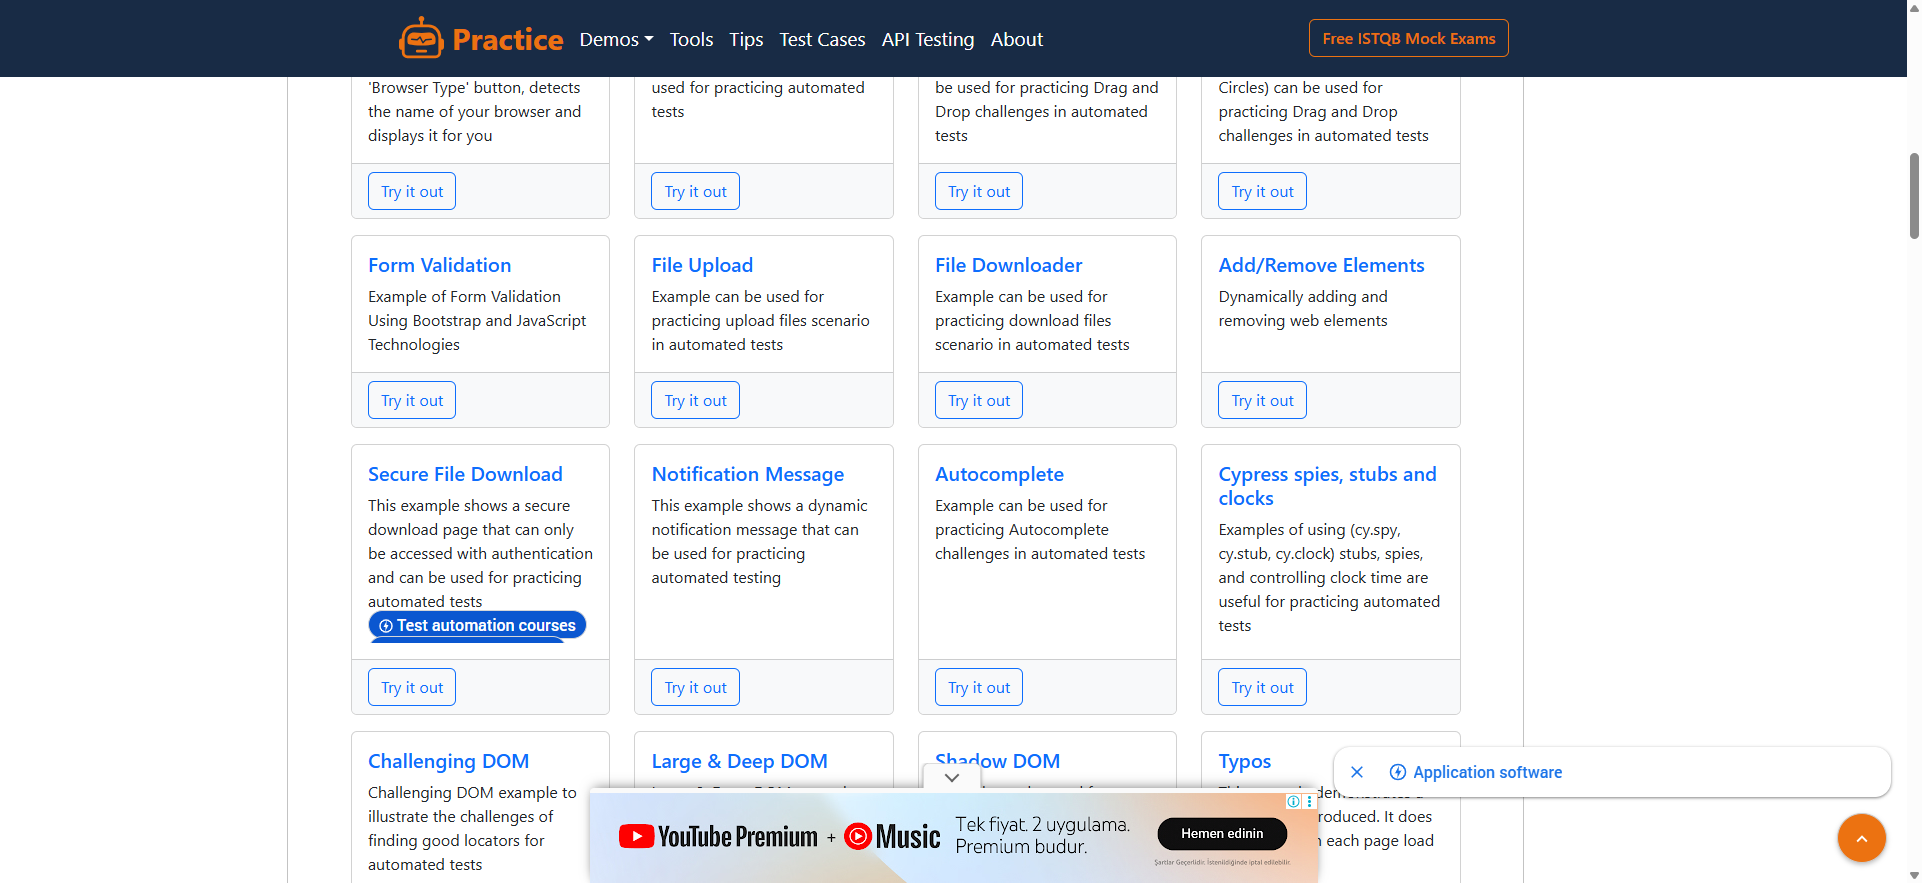 Practice
Demos
Tools
Tips
Test Cases
API Testing
About
Free ISTQB Mock Exams
'Browser Type' button, detects
the name of your browser and
displays it for you
Try it out
used for practicing automated
tests
Try it out
be used for practicing Drag and
Drop challenges in automated
tests
Try it out
Circles) can be used for
practicing Drag and Drop
challenges in automated tests
Try it out
Form Validation
Example of Form Validation
Using Bootstrap and JavaScript
Technologies
Try it out
File Upload
Example can be used for
practicing upload files scenario
in automated tests
Try it out
File Downloader
Example can be used for
practicing download files
scenario in automated tests
Try it out
Add/Remove Elements
Dynamically adding and
removing web elements
Try it out
Secure File Download
This example shows a secure
download page that can only
be accessed with authentication
and can be used for practicing
automated tests
Test automation courses
Try it out
Notification Message
This example shows a dynamic
notification message that can
be used for practicing
automated testing
Try it out
Autocomplete
Example can be used for
practicing Autocomplete
challenges in automated tests
Try it out
Cypress spies, stubs and
clocks
Examples of using (cy.spy,
cy.stub, cy.clock) stubs, spies,
and controlling clock time are
useful for practicing automated
tests
Try it out
Challenging DOM
Challenging DOM example to
illustrate the challenges of
finding good locators for
automated tests
Large & Deep DOM
Shadow DOM
Typos
roduced. It does
each page load
Application software
YouTube Premium + Music
Tek fiyat. 2 uygulama.
Premium budur.
Hemen edinin
Şartlar Geçerlidir. İstenildiğinde iptal edilebilir.